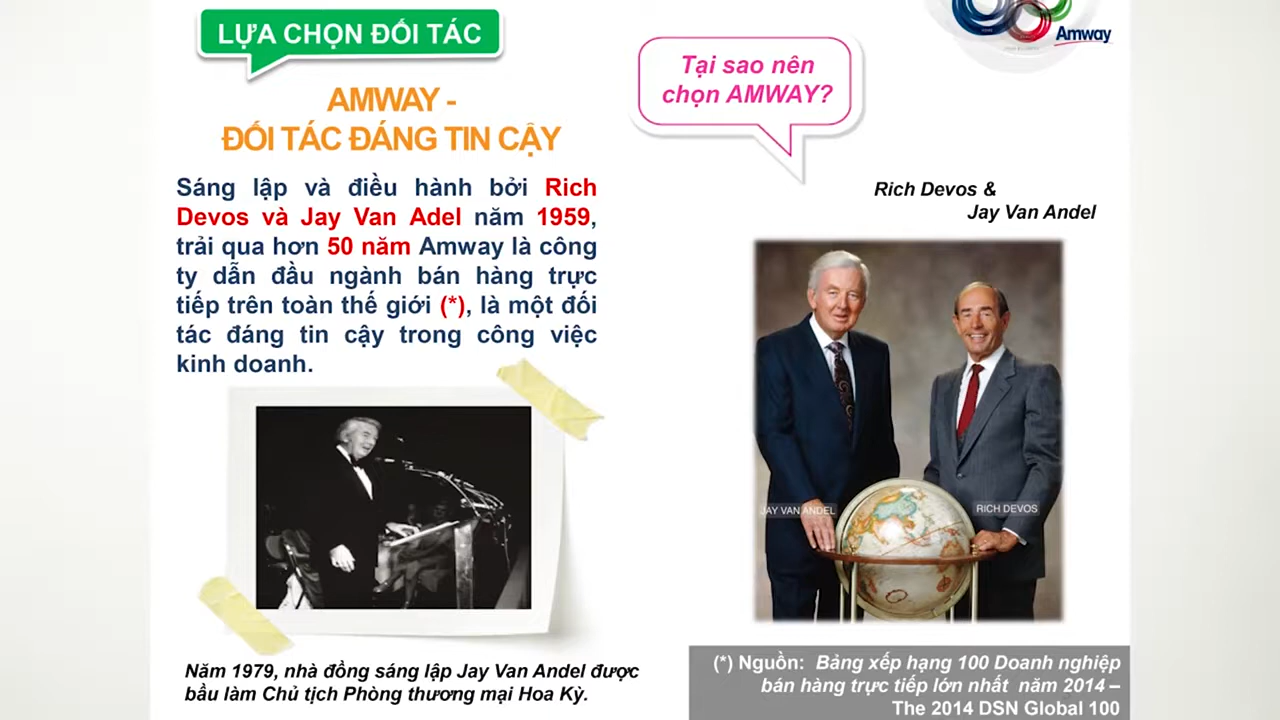 LỰA CHỌN ĐỐI TÁC
AMWAY -
ĐỐI TÁC ĐÁNG TIN CẬY
Sáng lập và điều hành bởi Rich
Devos và Jay Van Adel năm 1959,
trải qua hơn 50 năm Amway là công
ty dẫn đầu ngành bán hàng trực
tiếp trên toàn thế giới (*), là một đối
tác đáng tin cậy trong công việc
kinh doanh.
Năm 1979, nhà đồng sáng lập Jay Van Andel được
bầu làm Chủ tịch Phòng thương mại Hoa Kỳ.
Amway
Tại sao nên
chọn AMWAY?
Rich Devos &
Jay Van Andel
JAY VAN ANDEL
RICH DEVOS
(*) Nguồn: Bảng xếp hạng 100 Doanh nghiệp
bán hàng trực tiếp lớn nhất năm 2014 –
The 2014 DSN Global 100